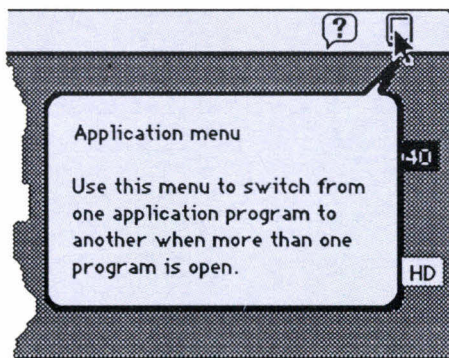 ?
Application menu
Use this menu to switch from
one application program to
another when more than one
program is open.
40
HD